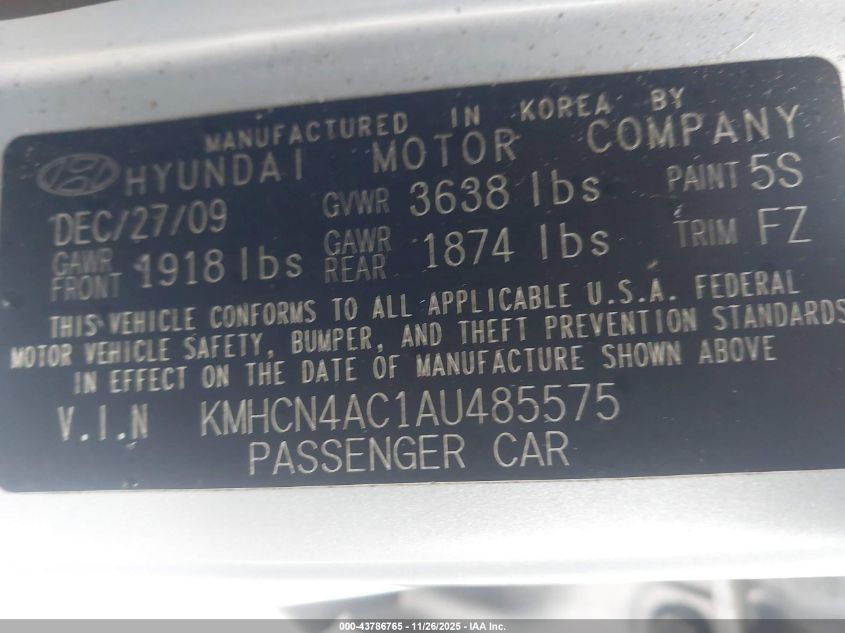 MANUFACTURED IN KOREA BY
HYUNDAI MOTOR COMPANY
DEC/27/09 GVWR 3638 lbs PAINT 5S
GAWR FRONT 1918 lbs GAWR REAR 1874 lbs TRIM FZ
THIS VEHICLE CONFORMS TO ALL APPLICABLE U.S.A. FEDERAL
MOTOR VEHICLE SAFETY, BUMPER, AND THEFT PREVENTION STANDARDS
IN EFFECT ON THE DATE OF MANUFACTURE SHOWN ABOVE
V.I.N KMHCN4AC1AU485575
PASSENGER CAR
000-43786765 - 11/26/2025 - IAA Inc.